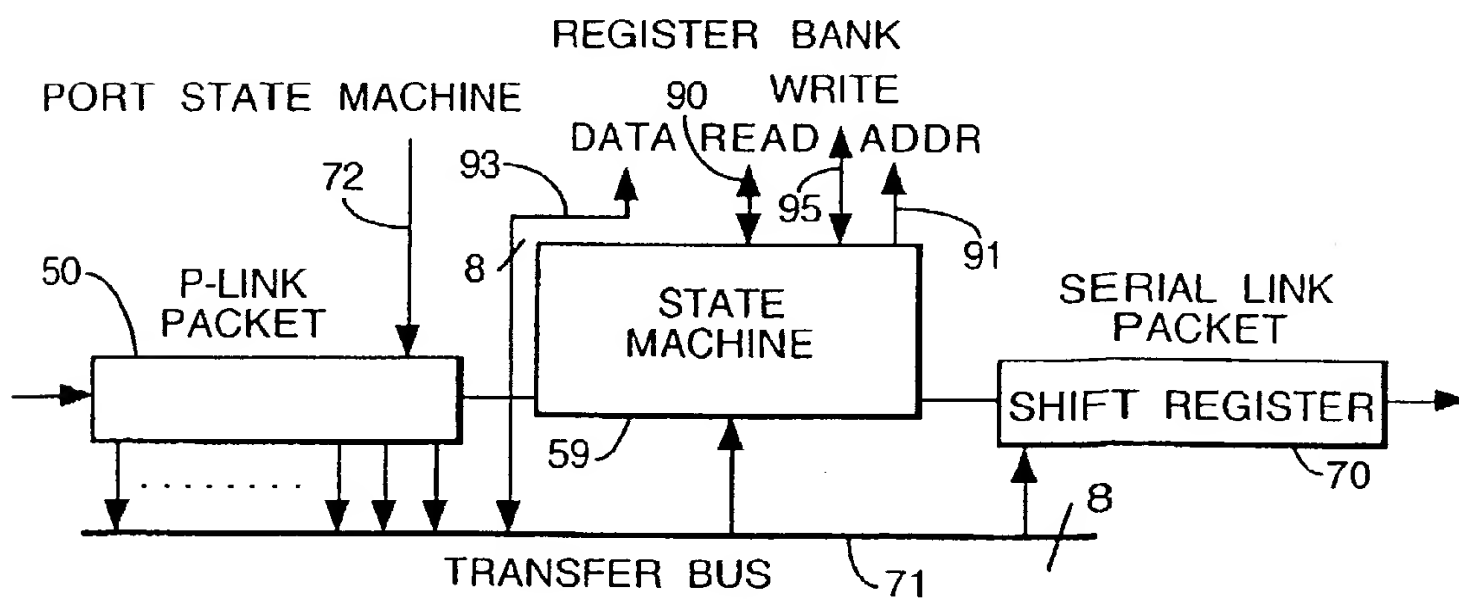 REGISTER BANK
PORT STATE MACHINE
90
WRITE
DATA READ ADDR
93
72
95
91
8
50
P-LINK
PACKET
STATE
MACHINE
SERIAL LINK
PACKET
SHIFT REGISTER
59
70
. . . . . . . .
8
TRANSFER BUS
71